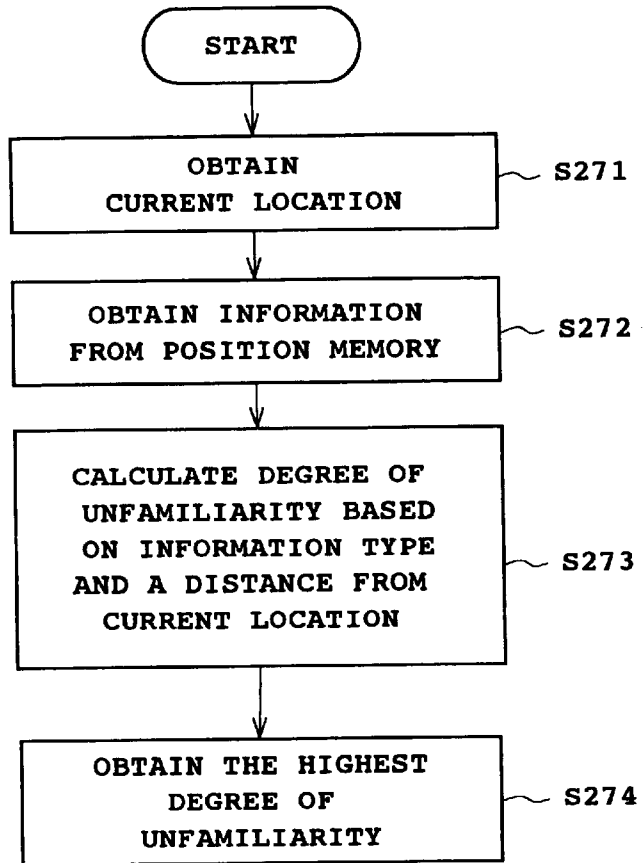 START
OBTAIN
CURRENT LOCATION
S271
OBTAIN INFORMATION
FROM POSITION MEMORY
S272
CALCULATE DEGREE OF
UNFAMILIARITY BASED
ON INFORMATION TYPE
AND A DISTANCE FROM
CURRENT LOCATION
S273
OBTAIN THE HIGHEST
DEGREE OF
UNFAMILIARITY
S274